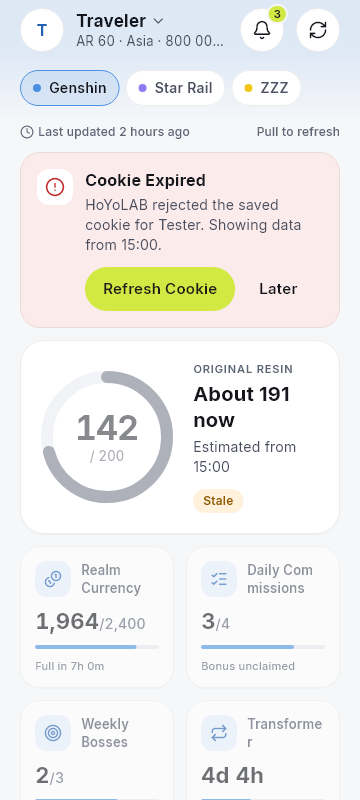 T
Traveler
AR 60 · Asia · 800 00...
3
Genshin
Star Rail
ZZZ
Last updated 2 hours ago
Pull to refresh
Cookie Expired
HoYoLAB rejected the saved
cookie for Tester. Showing data
from 15:00.
Refresh Cookie
Later
142
/ 200
ORIGINAL RESIN
About 191
now
Estimated from
15:00
Stale
Realm
Currency
1,964/2,400
Full in 7h 0m
Daily Com
missions
3/4
Bonus unclaimed
Weekly
Bosses
2/3
Transforme
r
4d 4h